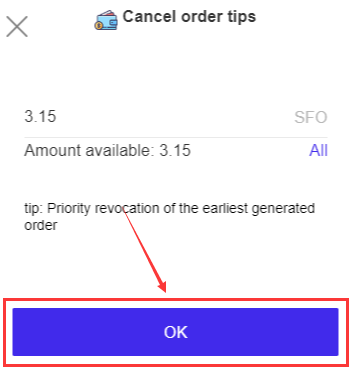 Cancel order tips
3.15 SFO
Amount available: 3.15 All
tip: Priority revocation of the earliest generated
order
OK